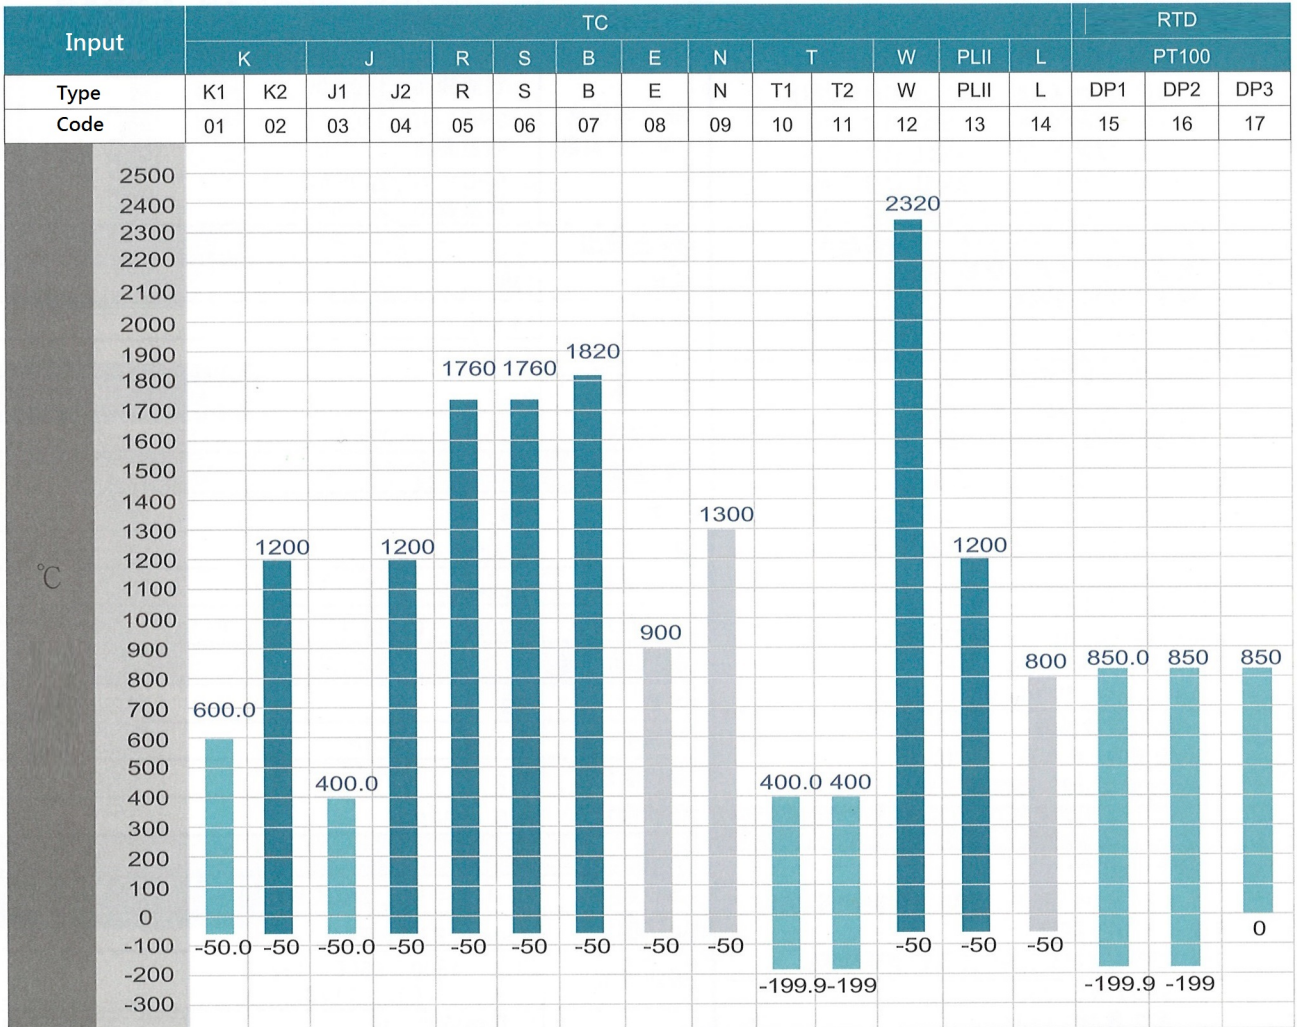 Input TC RTD
K J R S B E N T W PLII L PT100
Type K1 K2 J1 J2 R S B E N T1 T2 W PLII L DP1 DP2 DP3
Code 01 02 03 04 05 06 07 08 09 10 11 12 13 14 15 16 17
2500
2400 2320
2300
2200
2100
2000
1900 1820
1800 1760 1760
1700
1600
1500
1400
1300 1300
1200 1200 1200 1200
℃
1100
1000
900 900
800 800 850.0 850 850
700 600.0
600
500
400 400.0 400.0 400
300
200
100
0 0
-100 -50.0 -50 -50.0 -50 -50 -50 -50 -50 -50 -50 -50 -50
-200 -199.9 -199 -199.9 -199
-300